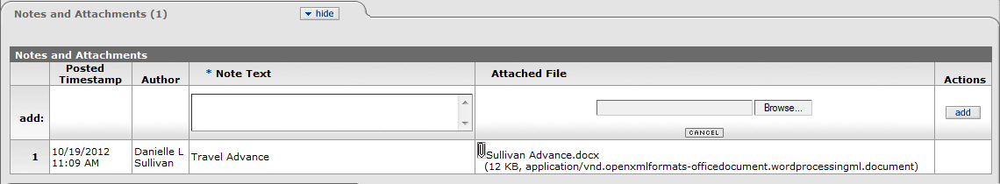 Notes and Attachments (1)
hide
Notes and Attachments
Posted Timestamp
Author
* Note Text
Attached File
Actions
add:
Browse...
CANCEL
add
1
10/19/2012
11:09 AM
Danielle L
Sullivan
Travel Advance
Sullivan Advance.docx
(12 KB, application/vnd.openxmlformats-officedocument.wordprocessingml.document)